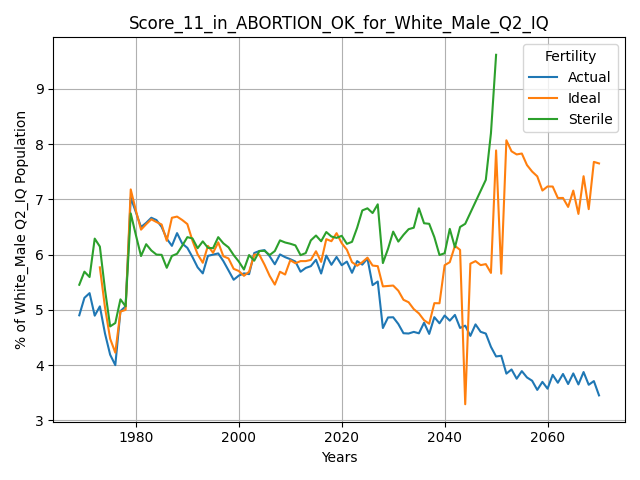 Score_11_in_ABORTION_OK_for_White_Male_Q2_IQ
% of White_Male Q2_IQ Population
9
8
7
6
5
4
3
Fertility
Actual
Ideal
Sterile
1980
2000
2020
2040
2060
Years